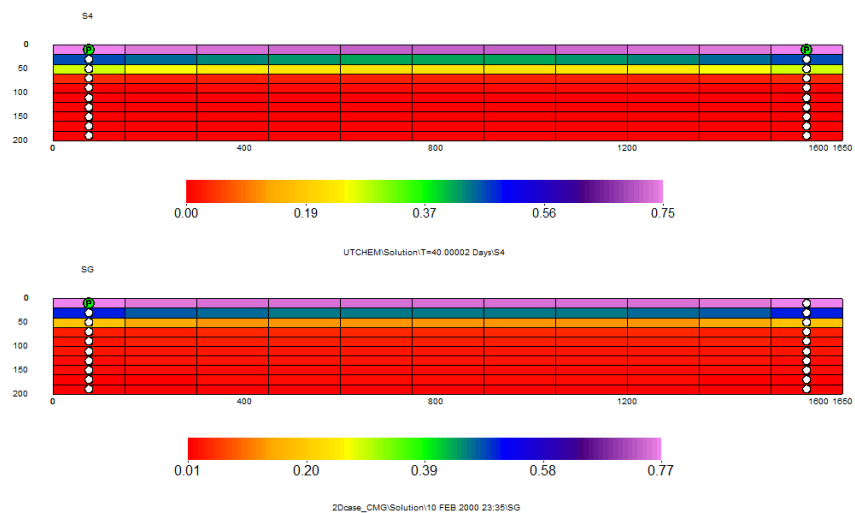 S4
P P
0
50
100
150
200
0 400 800 1200 1600 1650
0.00 0.19 0.37 0.56 0.75
UTCHEM\Solution\T=40.00002 Days\S4
SG
P
0
50
100
150
200
0 400 800 1200 1600 1650
0.01 0.20 0.39 0.58 0.77
2Dcase_CMG\Solution\10 FEB 2000 23:35\SG